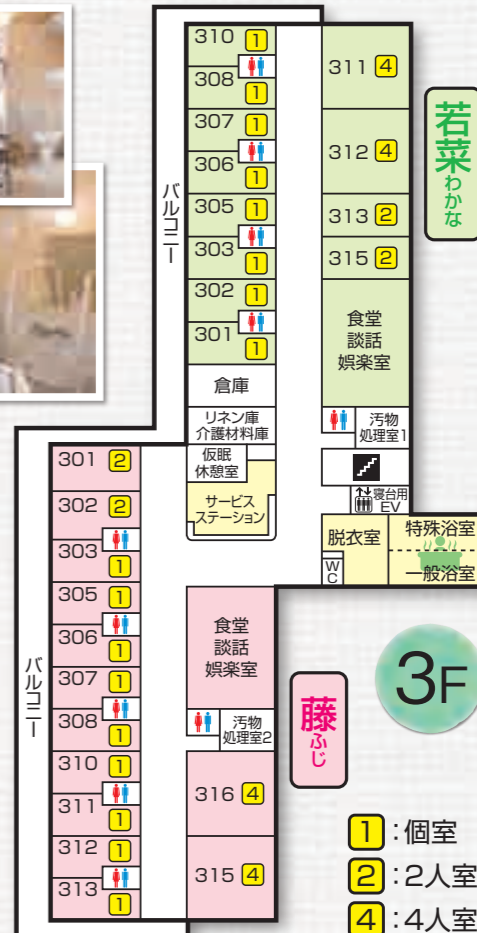 310 1
308 1
307 1
306 1
305 1
303 1
302 1
301 1
倉庫
リネン庫
介護材料庫
仮眠
休憩室
サービス
ステーション
バルコニー
311 4
312 4
313 2
315 2
食堂
談話
娯楽室
汚物
処理室1
寝台用
EV
脱衣室
WC
特殊浴室
一般浴室
若菜
わかな
301 2
302 2
303 1
305 1
306 1
307 1
308 1
310 1
311 1
312 1
313 1
バルコニー
食堂
談話
娯楽室
汚物
処理室2
316 4
315 4
藤
ふじ
3F
1:個室
2:2人室
4:4人室